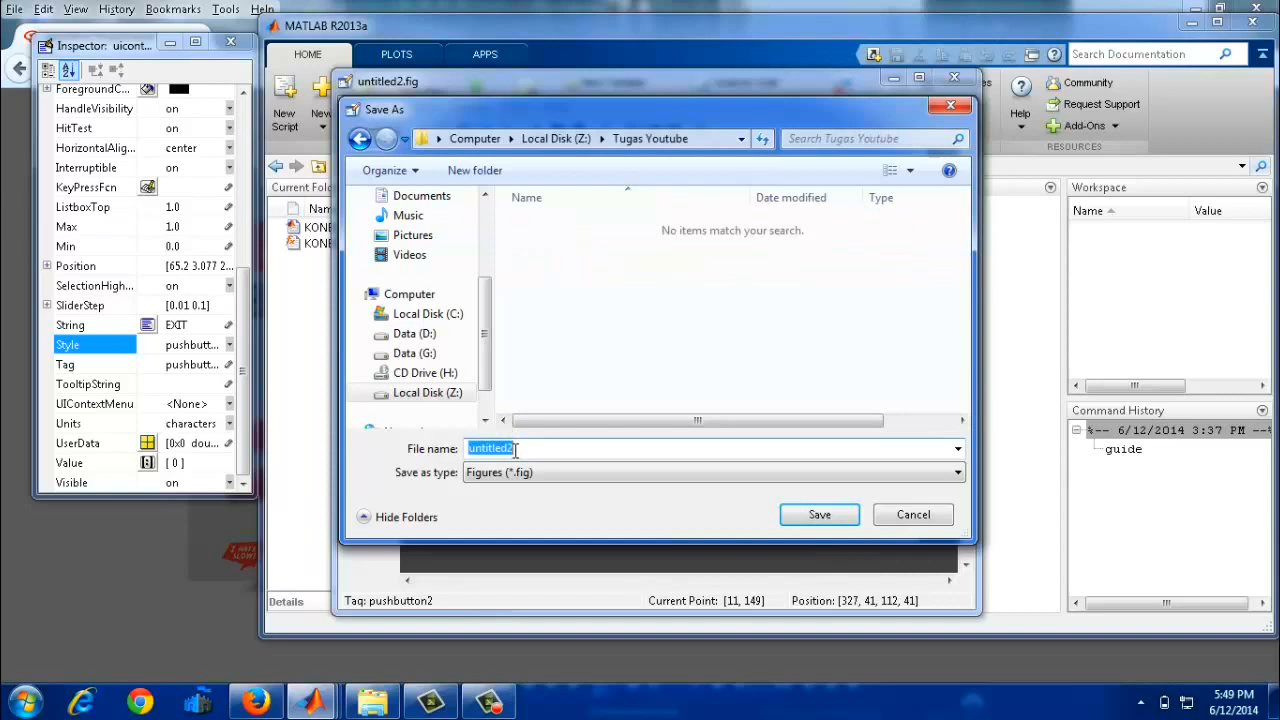 File Edit View History Bookmarks Tools
MATLAB R2013a
Inspector: uicont...
HOME PLOTS APPS
Search Documentation
untitled2.fig
Save As
ForegroundC...
HandleVisibility on
HitTest on
HorizontalAlig... center
Interruptible on
KeyPressFcn
ListboxTop 1.0
Max 1.0
Min 0.0
Position [65.2 3.077 2...
SelectionHigh... on
SliderStep [0.01 0.1]
String EXIT
Style pushbutt...
Tag pushbutt...
TooltipString
UIContextMenu <None>
Units characters
UserData [0x0 dou...
Value [ 0 ]
Visible on
New Script
New
Help
Community
Request Support
Add-Ons
RESOURCES
Computer Local Disk (Z:) Tugas Youtube
Search Tugas Youtube
Organize New folder
Current Fold
Nam
KONE
KONE
Details
Documents
Music
Pictures
Videos
Computer
Local Disk (C:)
Data (D:)
Data (G:)
CD Drive (H:)
Local Disk (Z:)
Name Date modified Type
No items match your search.
File name: untitled2
Save as type: Figures (*.fig)
Hide Folders
Save Cancel
Tag: pushbutton2 Current Point: [11, 149] Position: [327, 41, 112, 41]
Workspace
Name Value
Command History
%-- 6/12/2014 3:37 PM --%
guide
5:49 PM
6/12/2014